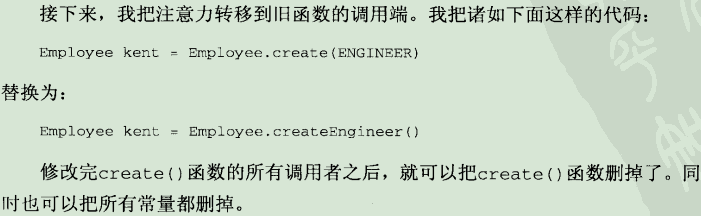 接下来，我把注意力转移到旧函数的调用端。我把诸如下面这样的代码：
Employee kent = Employee.create(ENGINEER)
替换为：
Employee kent = Employee.createEngineer()
修改完create()函数的所有调用者之后，就可以把create()函数删掉了。同
时也可以把所有常量都删掉。